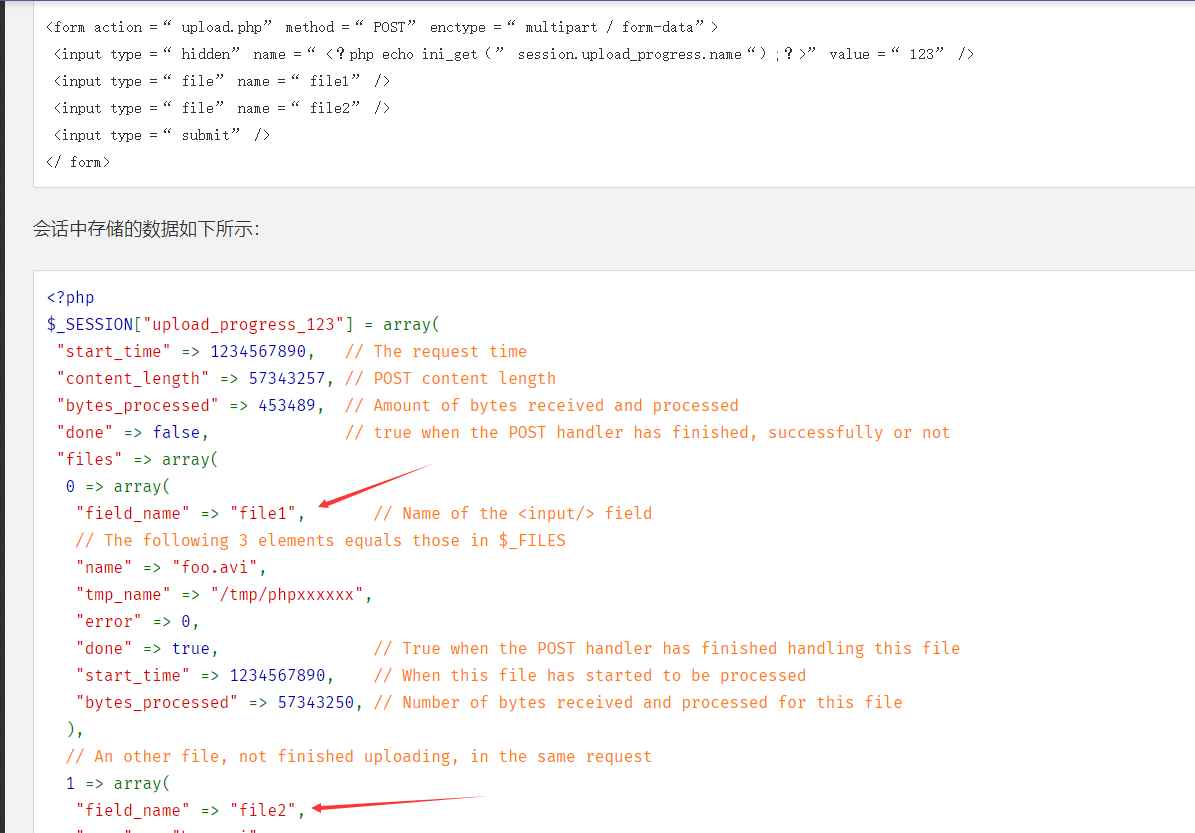 <form action =“ upload.php” method =“ POST” enctype =“ multipart / form-data” >
<input type =“ hidden” name =“ <？php echo ini_get（” session.upload_progress.name“）;？>” value =“ 123” />
<input type =“ file” name =“ file1” />
<input type =“ file” name =“ file2” />
<input type =“ submit” />
</ form>
会话中存储的数据如下所示：
<?php
$_SESSION["upload_progress_123"] = array(
"start_time" => 1234567890,   // The request time
"content_length" => 57343257, // POST content length
"bytes_processed" => 453489,  // Amount of bytes received and processed
"done" => false,              // true when the POST handler has finished, successfully or not
"files" => array(
0 => array(
"field_name" => "file1",       // Name of the <input/> field
// The following 3 elements equals those in $_FILES
"name" => "foo.avi",
"tmp_name" => "/tmp/phpxxxxxx",
"error" => 0,
"done" => true,                // True when the POST handler has finished handling this file
"start_time" => 1234567890,    // When this file has started to be processed
"bytes_processed" => 57343250, // Number of bytes received and processed for this file
),
// An other file, not finished uploading, in the same request
1 => array(
"field_name" => "file2",